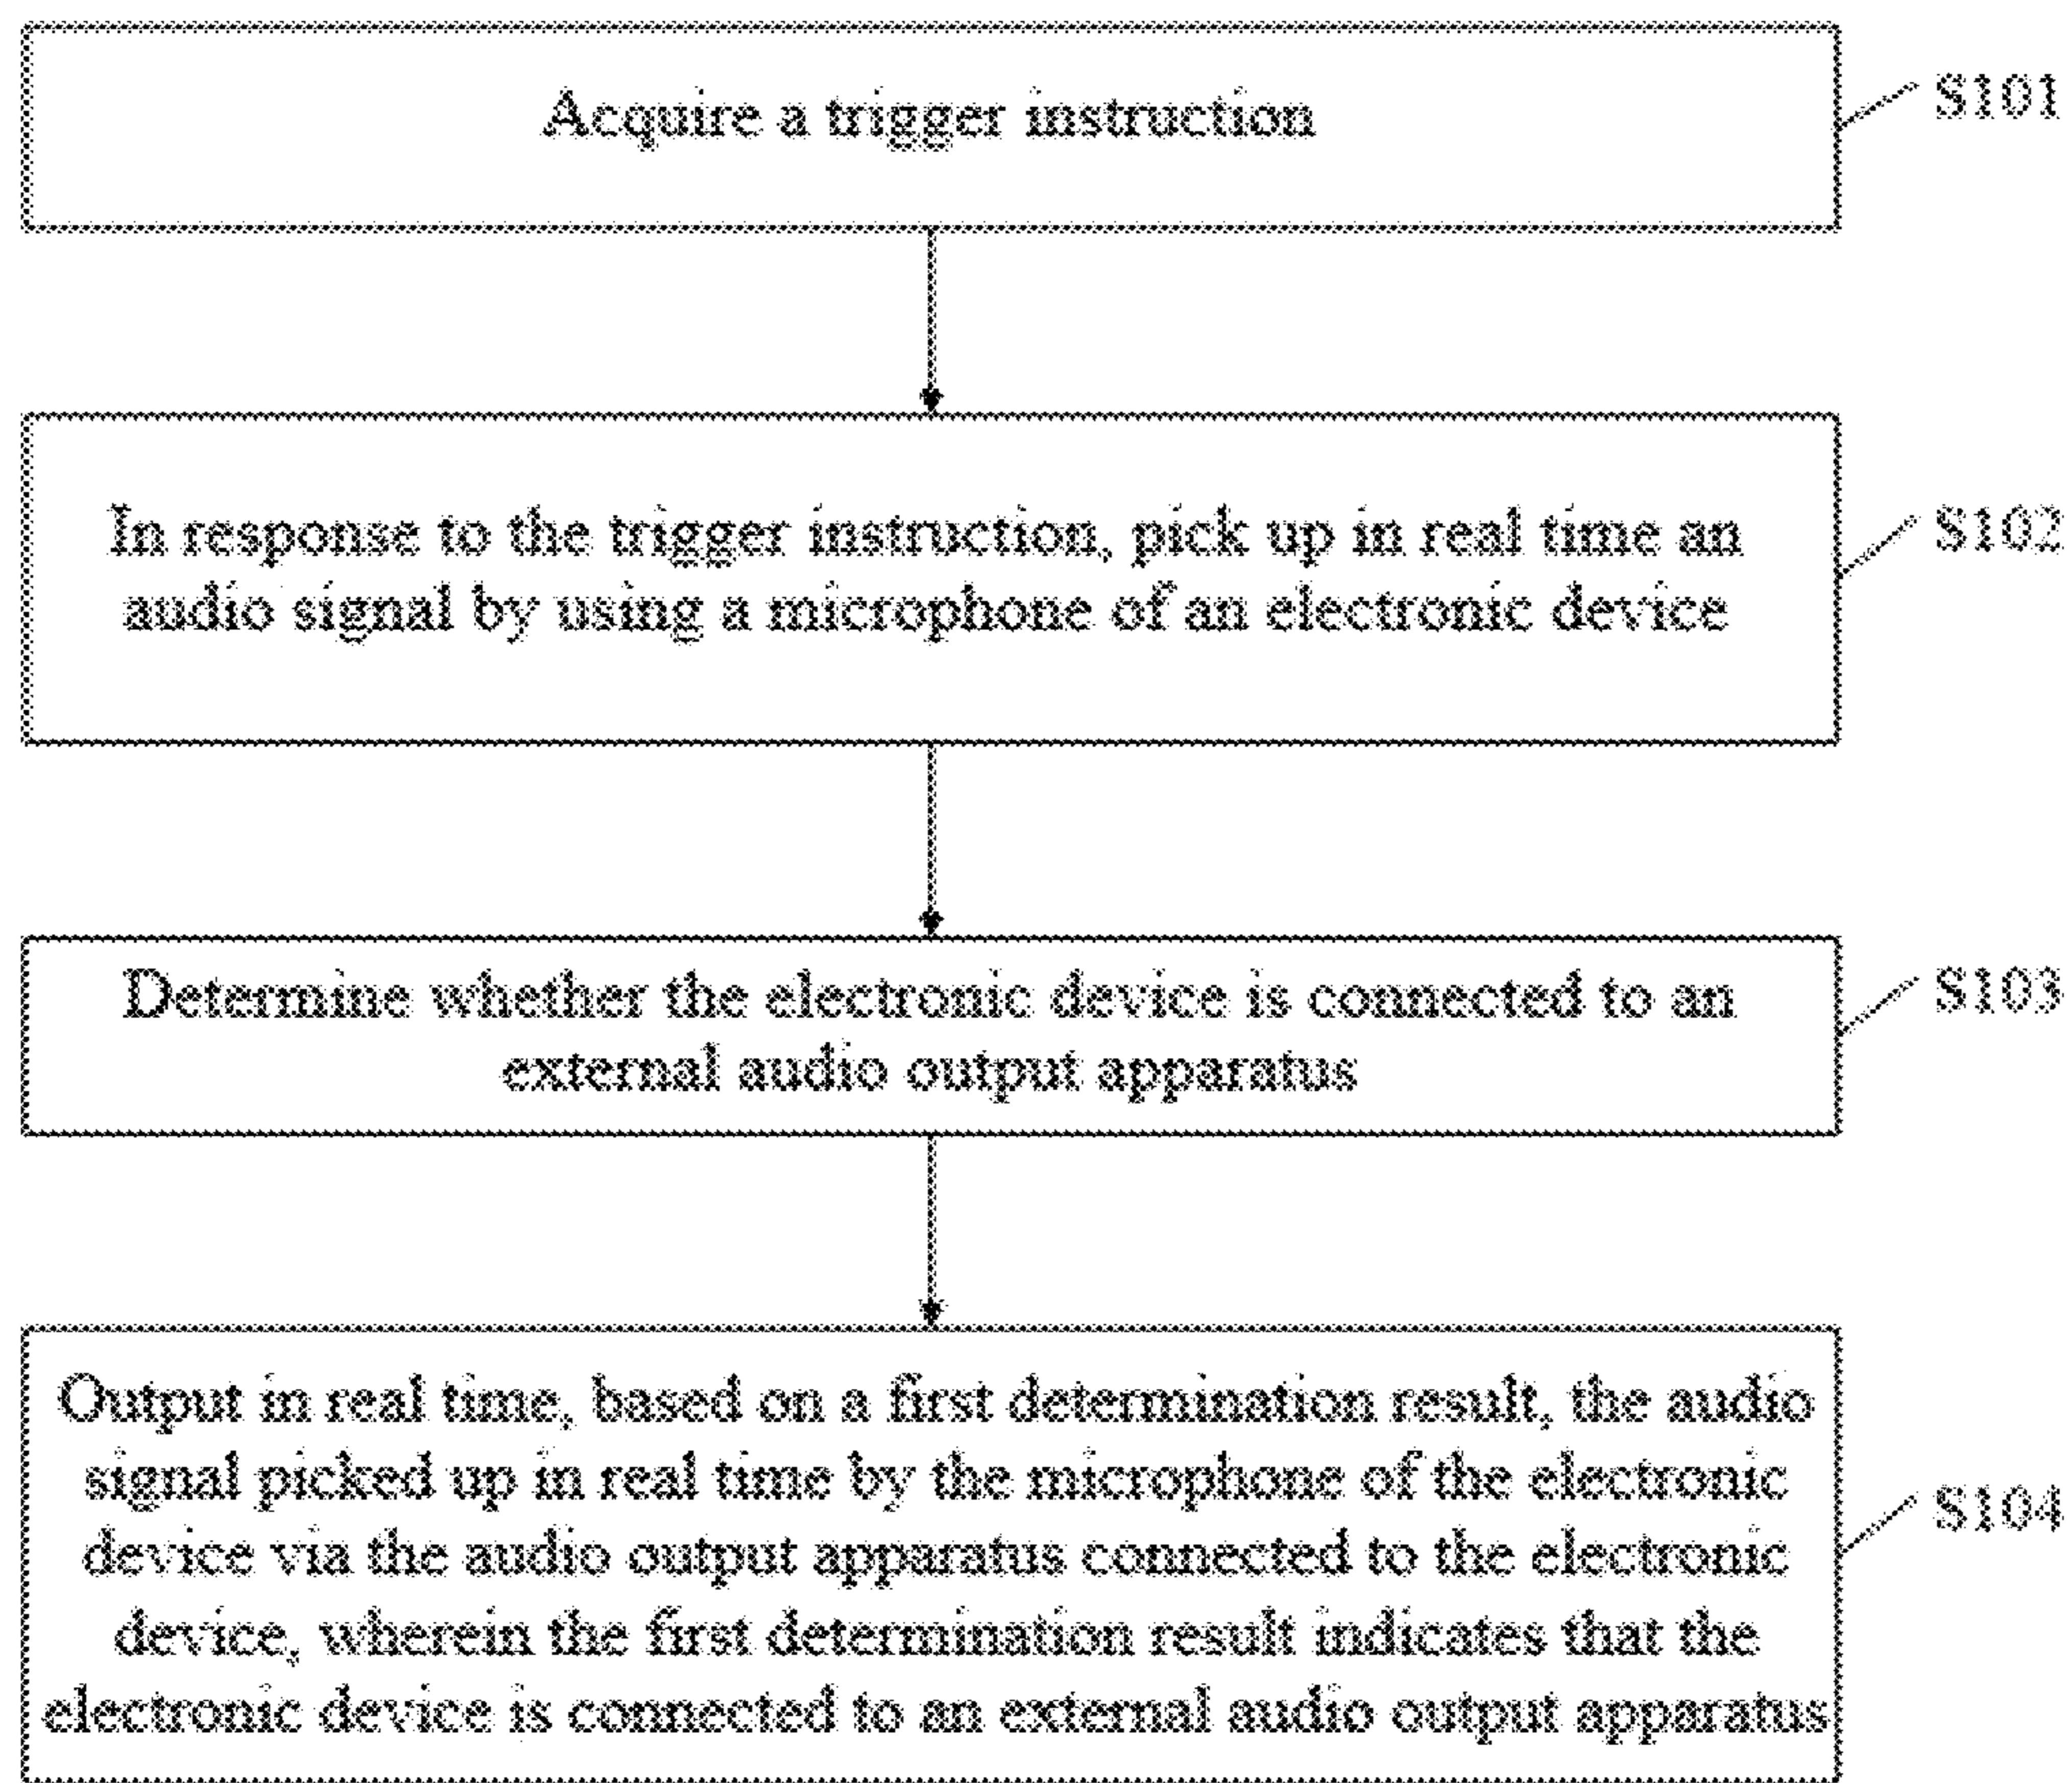 Acquire a trigger instruction
S101
In response to the trigger instruction, pick up in real time an
audio signal by using a microphone of an electronic device
S102
Determine whether the electronic device is connected to an
external audio output apparatus
S103
Output in real time, based on a first determination result, the audio
signal picked up in real time by the microphone of the electronic
device via the audio output apparatus connected to the electronic
device, wherein the first determination result indicates that the
electronic device is connected to an external audio output apparatus
S104